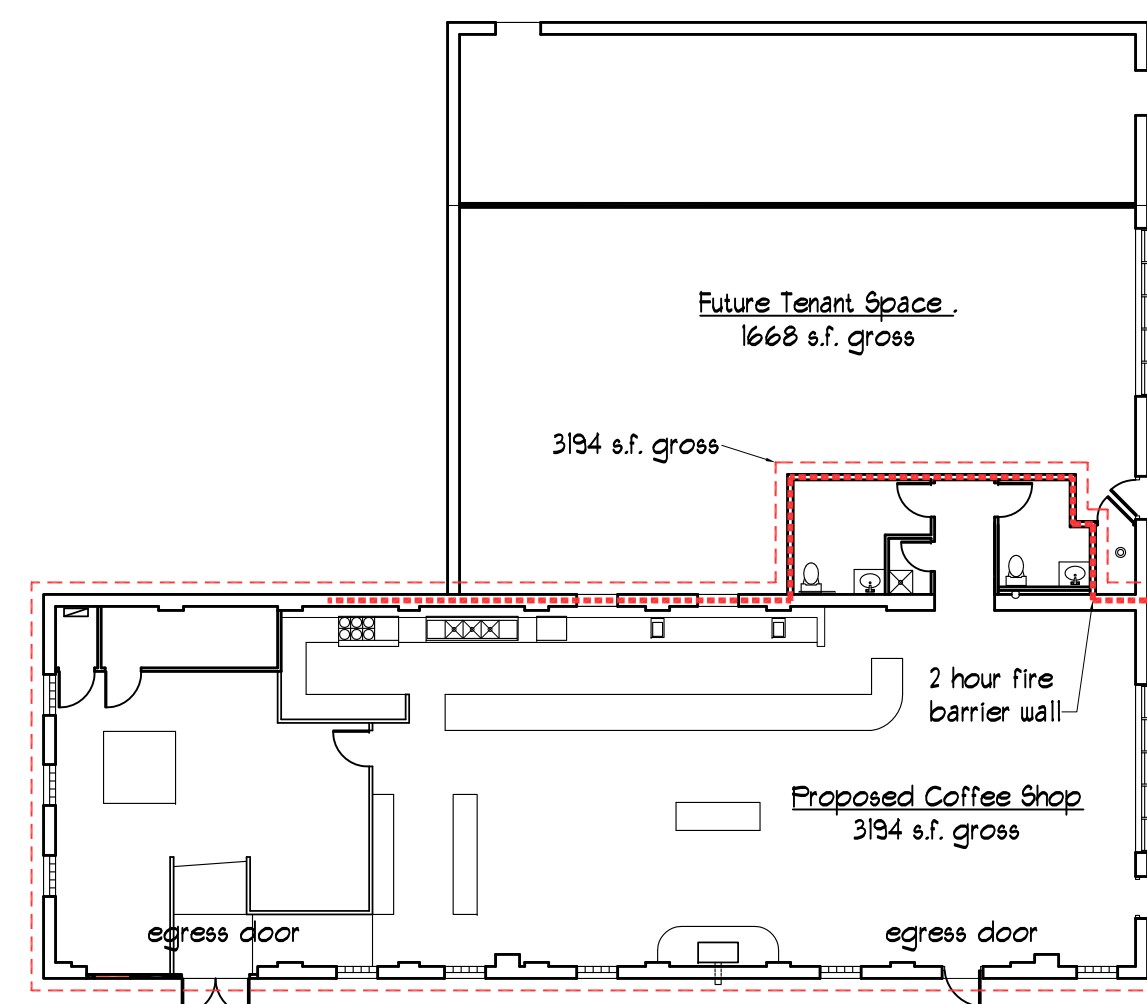 Future Tenant Space .
1668 s.f. gross
3194 s.f. gross
2 hour fire
barrier wall
Proposed Coffee Shop
3194 s.f. gross
egress door
egress door